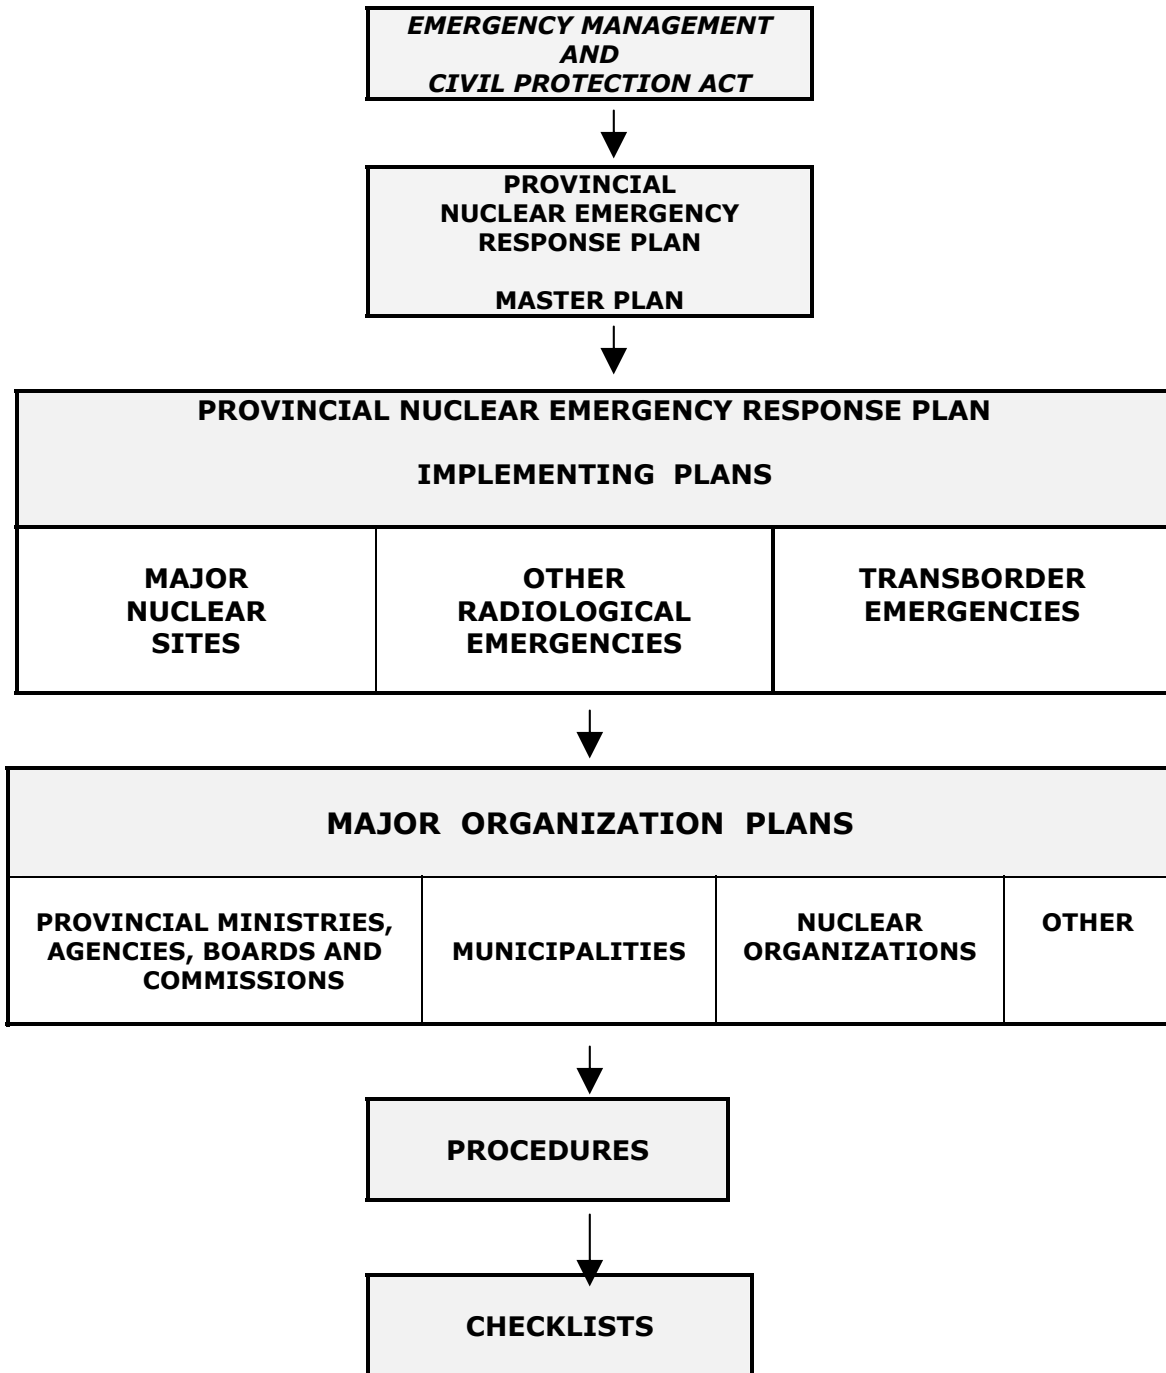 EMERGENCY MANAGEMENT
AND
CIVIL PROTECTION ACT
PROVINCIAL
NUCLEAR EMERGENCY
RESPONSE PLAN
MASTER PLAN
PROVINCIAL NUCLEAR EMERGENCY RESPONSE PLAN
IMPLEMENTING PLANS
MAJOR
NUCLEAR
SITES
OTHER
RADIOLOGICAL
EMERGENCIES
TRANSBORDER
EMERGENCIES
MAJOR ORGANIZATION PLANS
PROVINCIAL MINISTRIES,
AGENCIES, BOARDS AND
COMMISSIONS
MUNICIPALITIES
NUCLEAR
ORGANIZATIONS
OTHER
PROCEDURES
CHECKLISTS